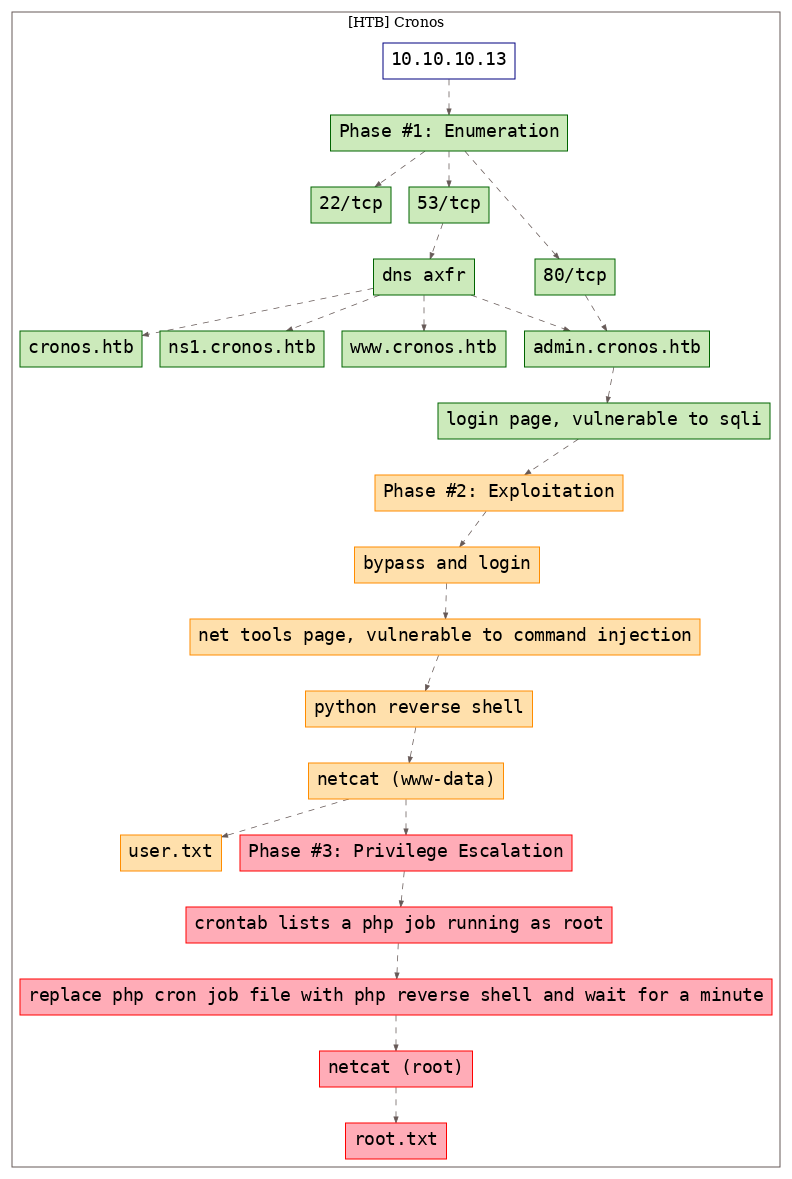 [HTB] Cronos
10.10.10.13
Phase #1: Enumeration
22/tcp
53/tcp
dns axfr
80/tcp
cronos.htb
ns1.cronos.htb
www.cronos.htb
admin.cronos.htb
login page, vulnerable to sqli
Phase #2: Exploitation
bypass and login
net tools page, vulnerable to command injection
python reverse shell
netcat (www-data)
user.txt
Phase #3: Privilege Escalation
crontab lists a php job running as root
replace php cron job file with php reverse shell and wait for a minute
netcat (root)
root.txt